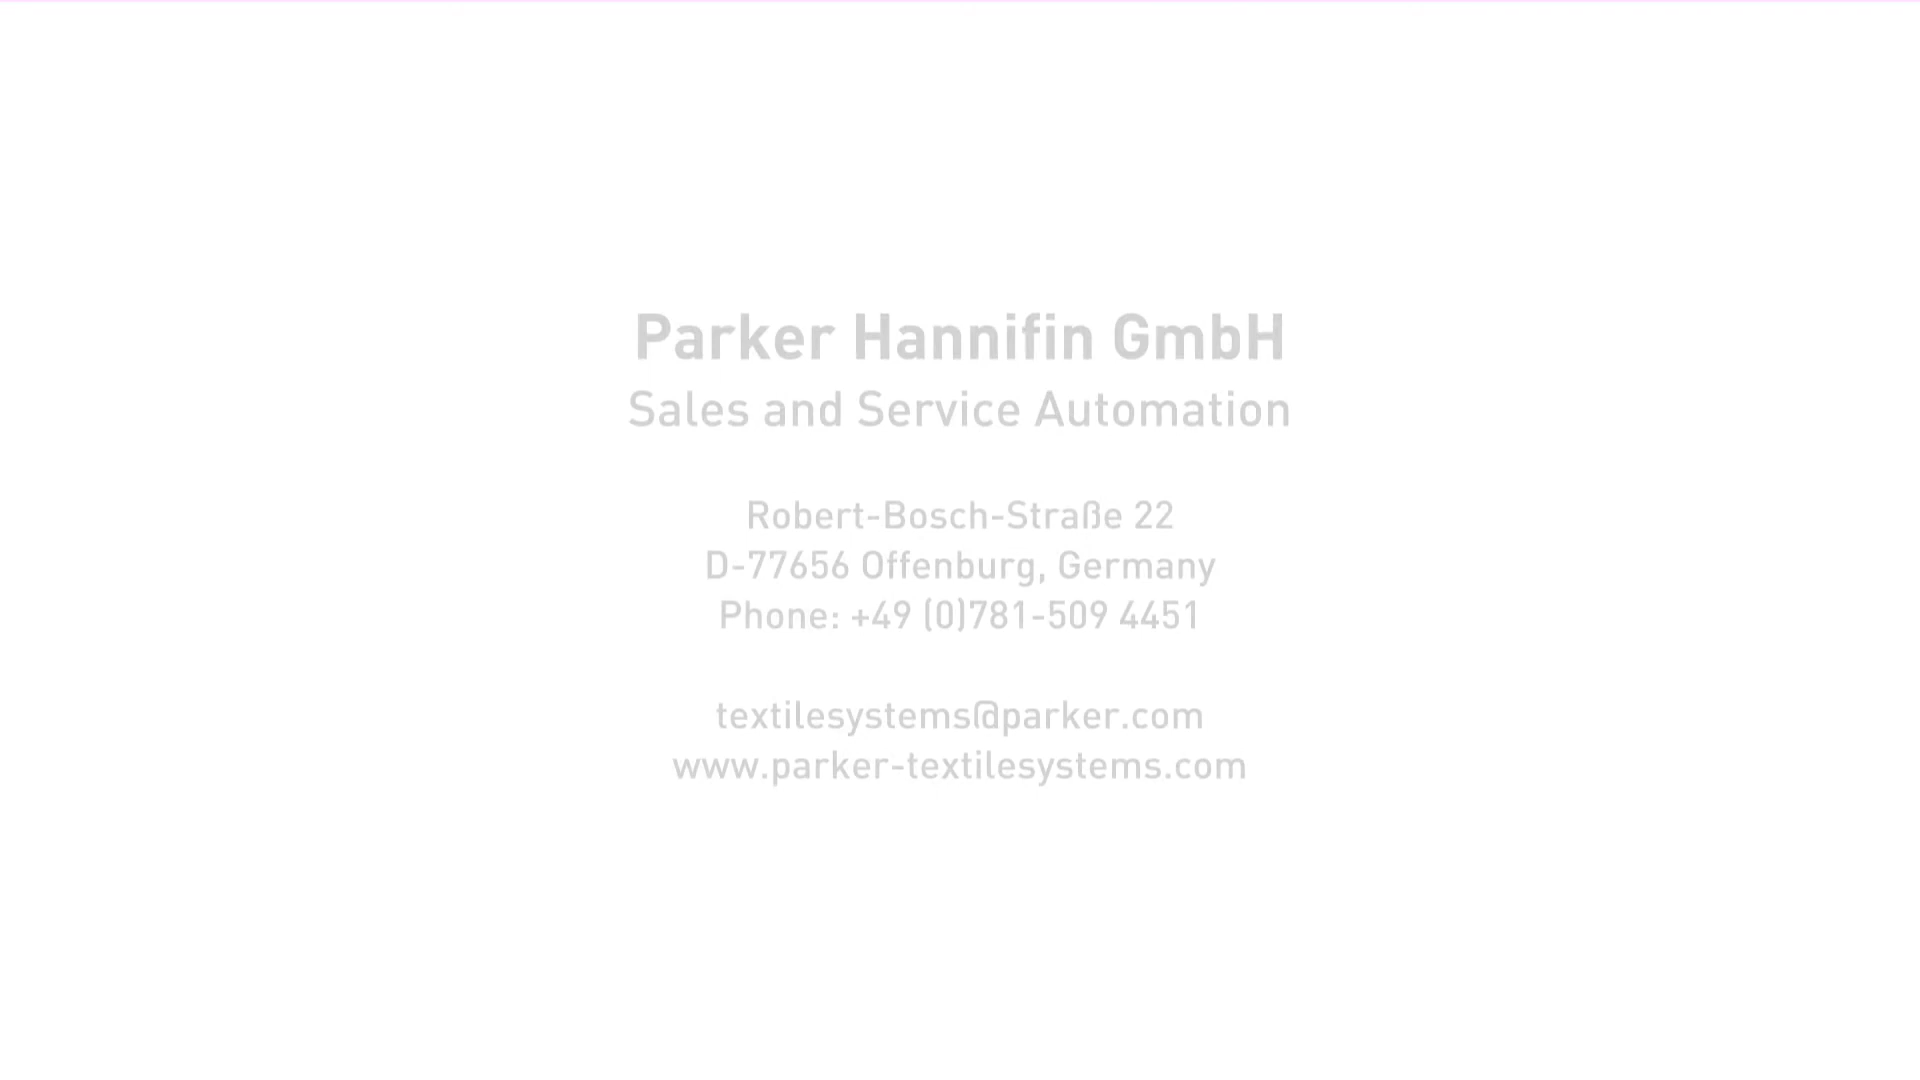 Parker Hannifin GmbH
Sales and Service Automation
Robert-Bosch-Straße 22
D-77656 Offenburg, Germany
Phone: +49 (0)781-509 4451
textilesystems@parker.com
www.parker-textilesystems.com